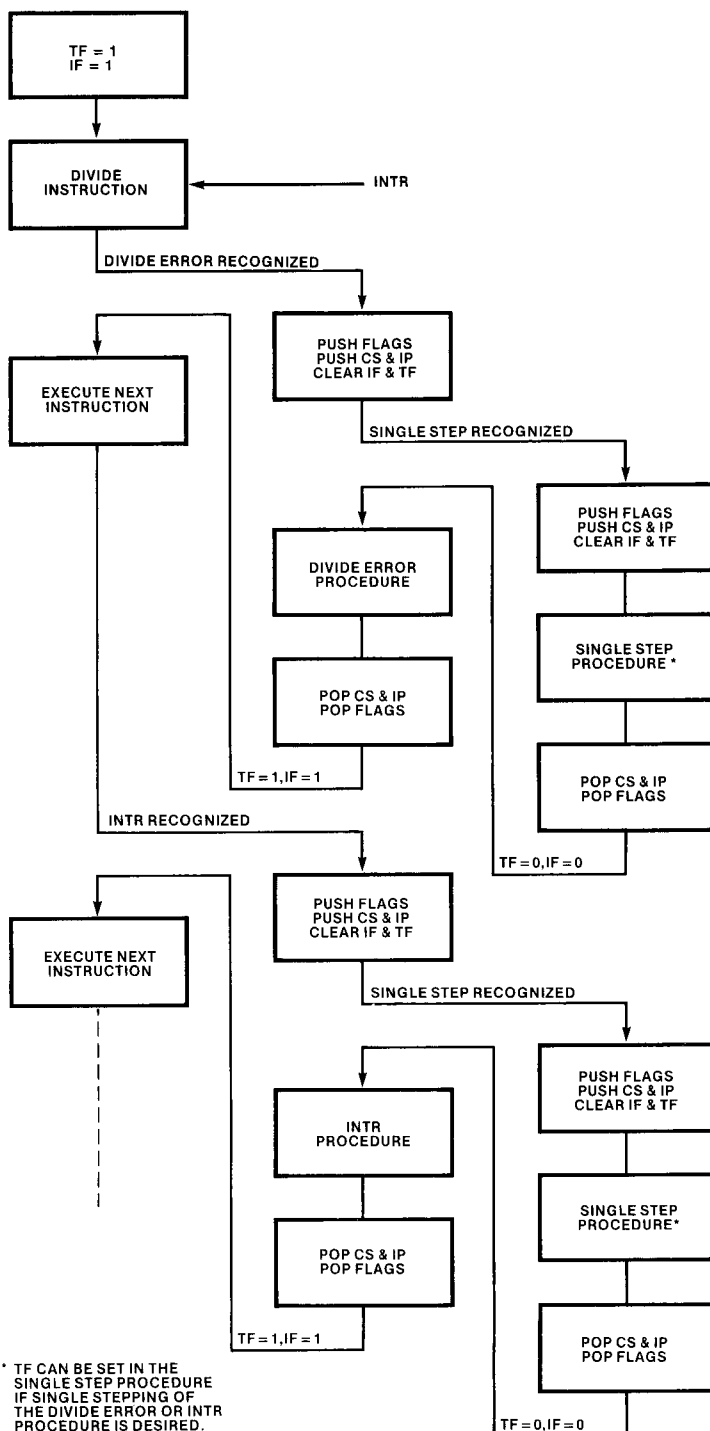 TF = 1
IF = 1
DIVIDE
INSTRUCTION
INTR
DIVIDE ERROR RECOGNIZED
PUSH FLAGS
PUSH CS & IP
CLEAR IF & TF
EXECUTE NEXT
INSTRUCTION
SINGLE STEP RECOGNIZED
PUSH FLAGS
PUSH CS & IP
CLEAR IF & TF
DIVIDE ERROR
PROCEDURE
SINGLE STEP
PROCEDURE *
POP CS & IP
POP FLAGS
POP CS & IP
POP FLAGS
TF = 1, IF = 1
INTR RECOGNIZED
TF = 0, IF = 0
PUSH FLAGS
PUSH CS & IP
CLEAR IF & TF
EXECUTE NEXT
INSTRUCTION
SINGLE STEP RECOGNIZED
PUSH FLAGS
PUSH CS & IP
CLEAR IF & TF
INTR
PROCEDURE
SINGLE STEP
PROCEDURE*
POP CS & IP
POP FLAGS
POP CS & IP
POP FLAGS
TF = 1, IF = 1
* TF CAN BE SET IN THE
SINGLE STEP PROCEDURE
IF SINGLE STEPPING OF
THE DIVIDE ERROR OR INTR
PROCEDURE IS DESIRED.
TF = 0, IF = 0